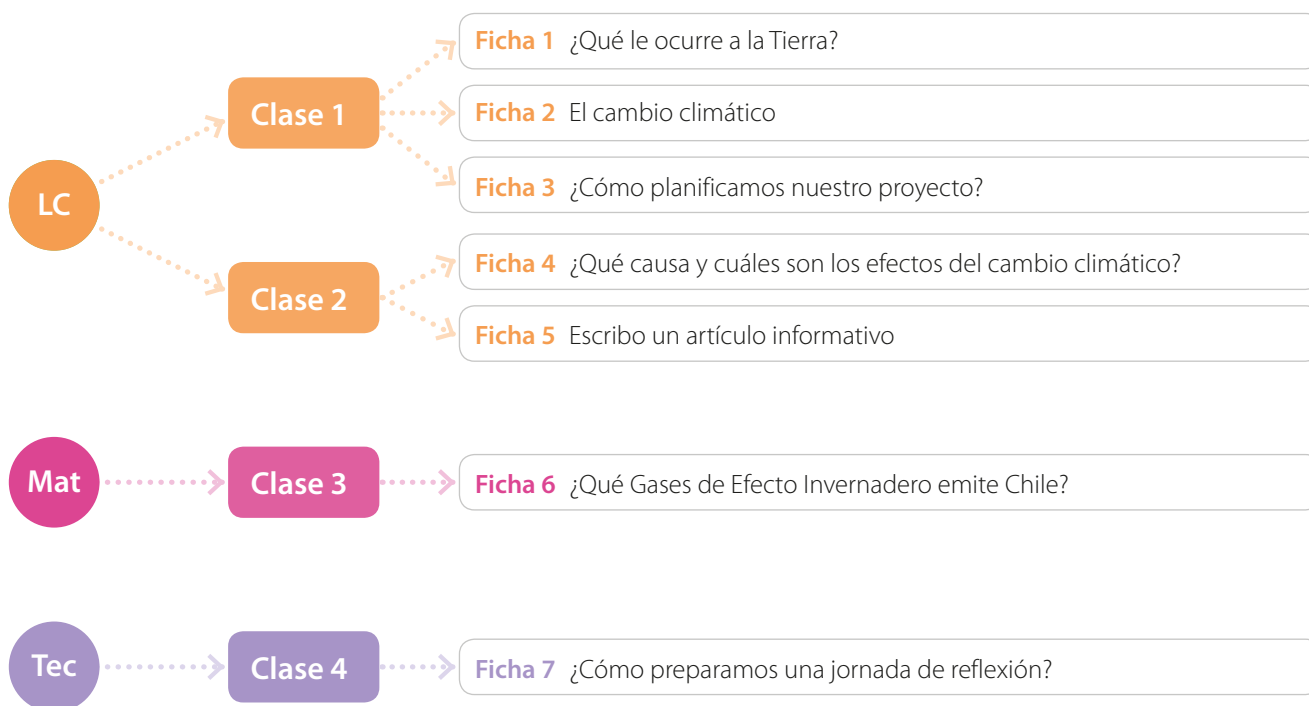 LC
Clase 1
Ficha 1 ¿Qué le ocurre a la Tierra?
Ficha 2 El cambio climático
Ficha 3 ¿Cómo planificamos nuestro proyecto?
Clase 2
Ficha 4 ¿Qué causa y cuáles son los efectos del cambio climático?
Ficha 5 Escribo un artículo informativo
Mat
Clase 3
Ficha 6 ¿Qué Gases de Efecto Invernadero emite Chile?
Tec
Clase 4
Ficha 7 ¿Cómo preparamos una jornada de reflexión?